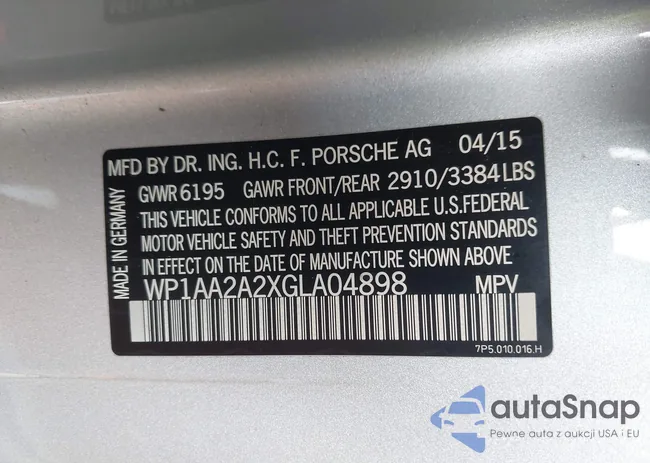 MFD BY DR. ING. H.C. F. PORSCHE AG 04/15
GVWR 6195 GAWR FRONT/REAR 2910/3384 LBS
THIS VEHICLE CONFORMS TO ALL APPLICABLE U.S. FEDERAL
MOTOR VEHICLE SAFETY AND THEFT PREVENTION STANDARDS
IN EFFECT ON THE DATE OF MANUFACTURE SHOWN ABOVE
WP1AA2A2XGLA04898 MPV
7P5.010.016.H
MADE IN GERMANY
autaSnap
Pewne auta z aukcji USA i EU